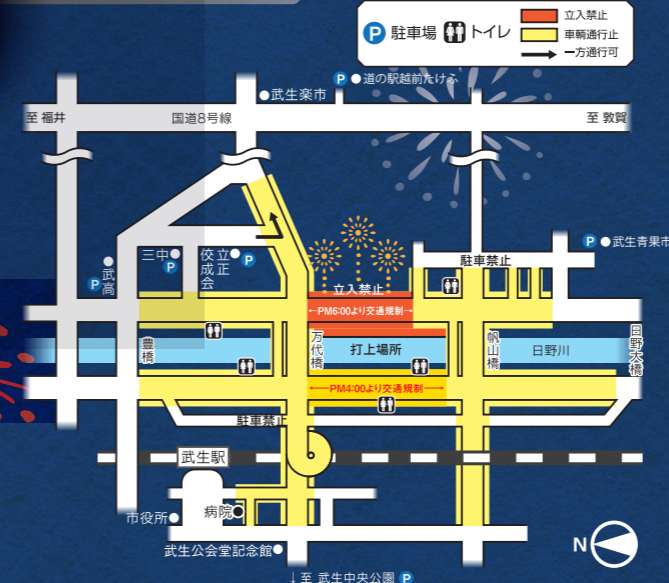 P 駐車場 トイレ
立入禁止
車輌通行止
一方通行可
P ●道の駅越前たけふ
●武生楽市
至 福井
国道8号線
至 敦賀
三中●
P
●武高
P
立正佼成会●
P
P ●武生青果市
駐車禁止
立入禁止
←PM6:00より交通規制→
豊橋
万代橋
打上場所
帆山橋
日野川
日野大橋
←PM4:00より交通規制→
駐車禁止
武生駅
市役所●
病院●
武生公会堂記念館●
N
↓至 武生中央公園 P